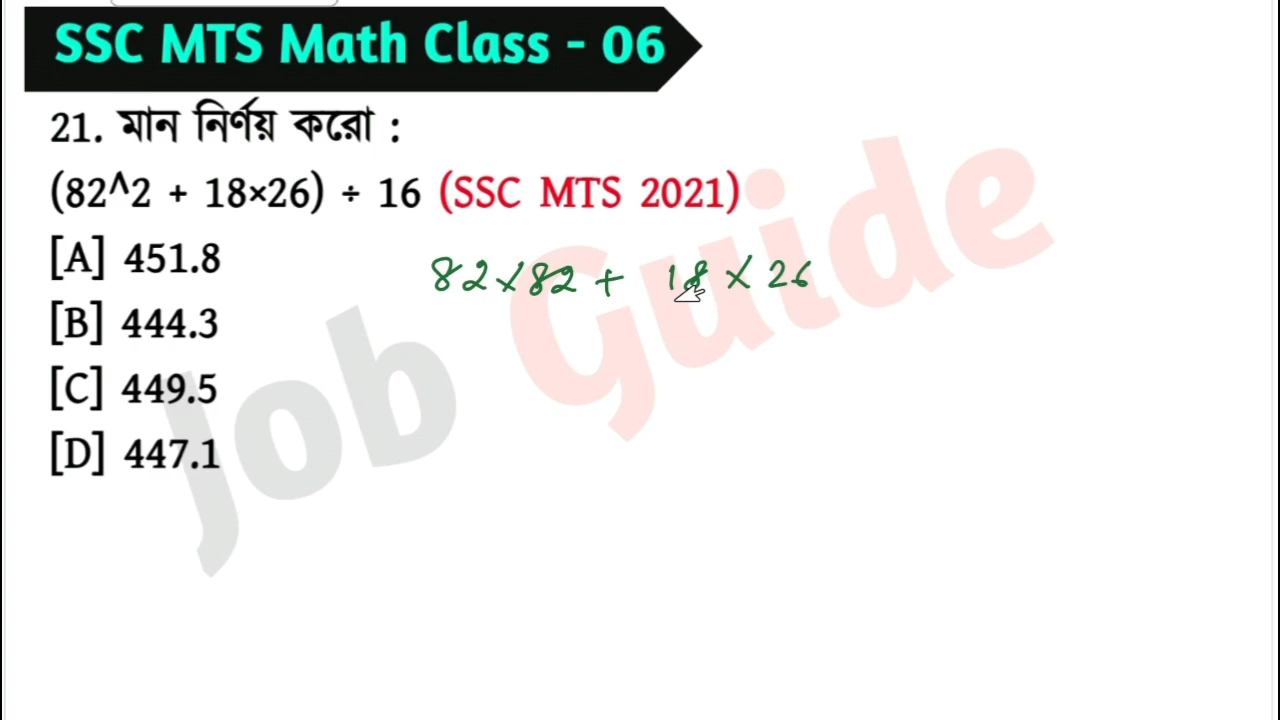 SSC MTS Math Class - 06
21. মান নির্ণয় করো :
(82^2 + 18×26) ÷ 16 (SSC MTS 2021)
[A] 451.8
82×82 + 18 × 26
[B] 444.3
[C] 449.5
[D] 447.1
Job Guide